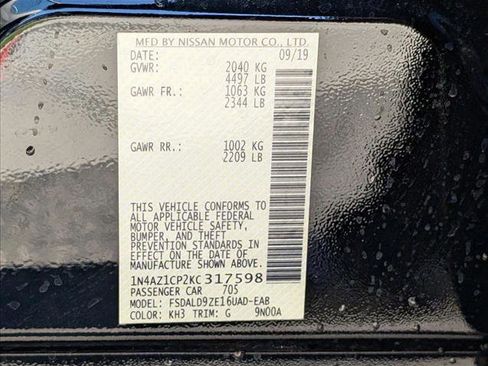 MFD BY NISSAN MOTOR CO., LTD.
DATE: 09/19
GVWR: 2040 KG
4497 LB
GAWR FR.: 1063 KG
2344 LB
GAWR RR.: 1002 KG
2209 LB
THIS VEHICLE CONFORMS TO
ALL APPLICABLE FEDERAL
MOTOR VEHICLE SAFETY,
BUMPER, AND THEFT
PREVENTION STANDARDS IN
EFFECT ON THE DATE OF
MANUFACTURE SHOWN ABOVE.
1N4AZ1CP2KC317598
PASSENGER CAR 705
MODEL: FSDALD9ZE16UAD-EAB
COLOR: KH3 TRIM: G 9N00A